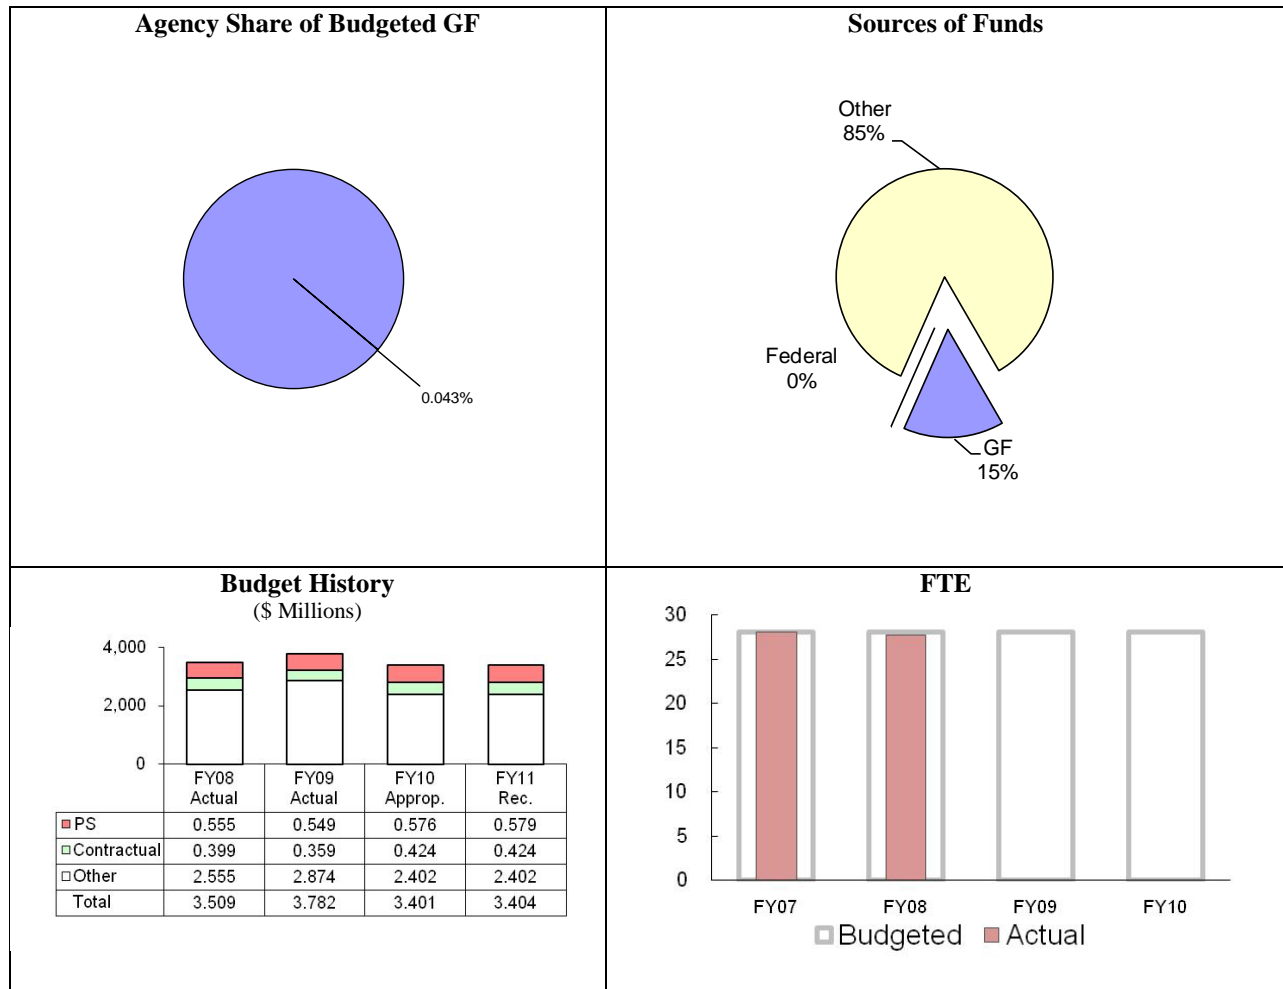 Agency Share of Budgeted GF
0.043%
Sources of Funds
Other
85%
Federal
0%
GF
15%
Budget History
($ Millions)
4,000
2,000
0
FY08 FY09 FY10 FY11
Actual Actual Approp. Rec.
PS 0.555 0.549 0.576 0.579
Contractual 0.399 0.359 0.424 0.424
Other 2.555 2.874 2.402 2.402
Total 3.509 3.782 3.401 3.404
FTE
30
25
20
15
10
5
0
FY07 FY08 FY09 FY10
Budgeted Actual